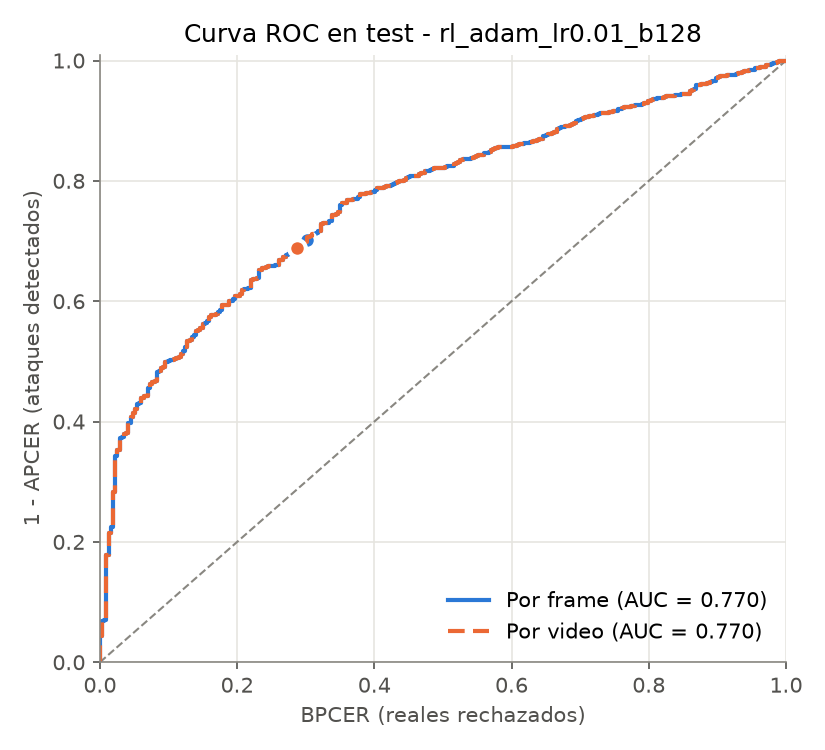 Curva ROC en test - rl_adam_lr0.01_b128
1.0
0.8
0.6
0.4
0.2
0.0
1 - APCER (ataques detectados)
Por frame (AUC = 0.770)
Por video (AUC = 0.770)
0.0 0.2 0.4 0.6 0.8 1.0
BPCER (reales rechazados)